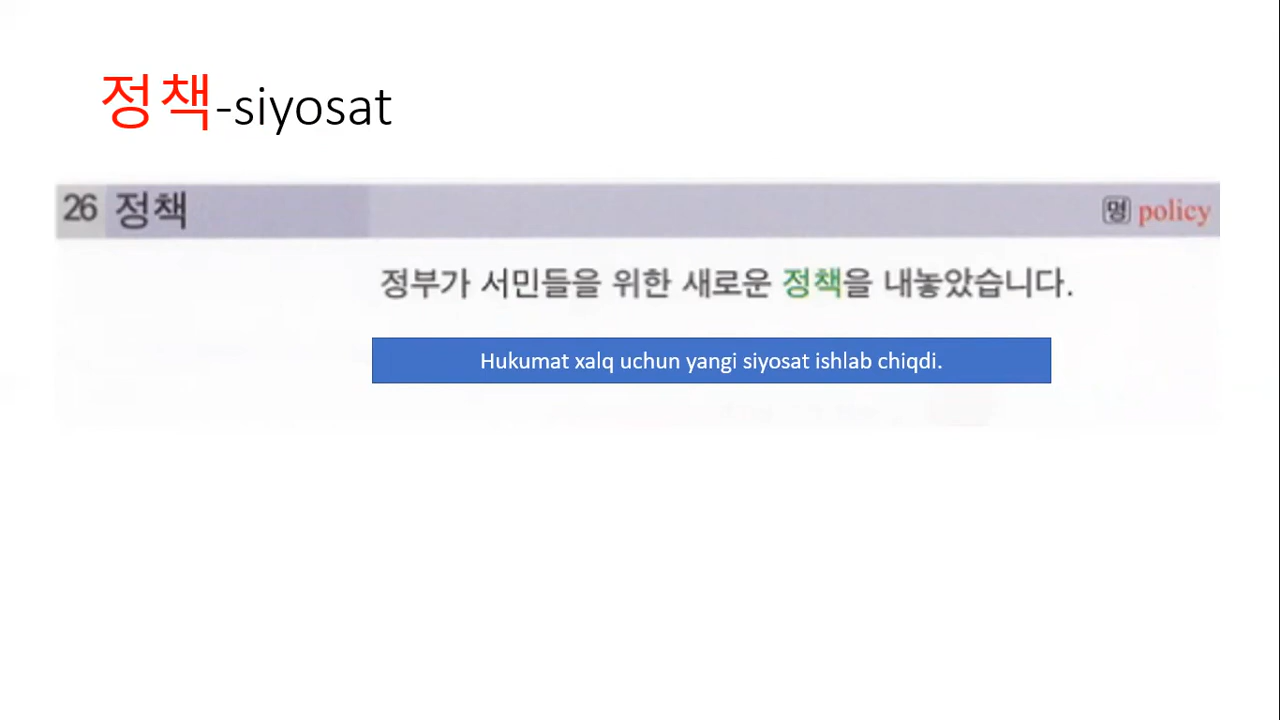 정책-siyosat
26 정책 명 policy
정부가 서민들을 위한 새로운 정책을 내놓았습니다.
Hukumat xalq uchun yangi siyosat ishlab chiqdi.